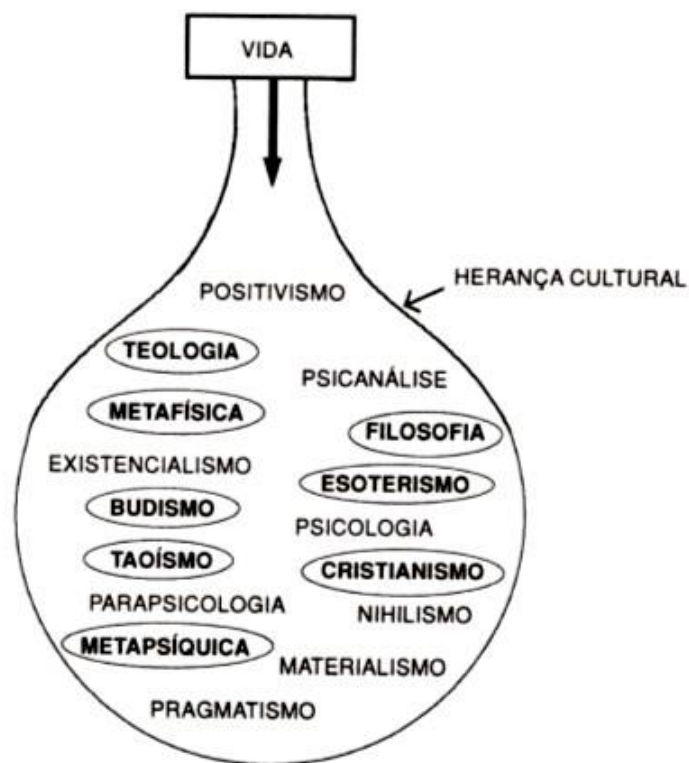 VIDA
HERANÇA CULTURAL
POSITIVISMO
TEOLOGIA
PSICANÁLISE
METAFÍSICA
FILOSOFIA
EXISTENCIALISMO
ESOTERISMO
BUDISMO
PSICOLOGIA
TAOÍSMO
CRISTIANISMO
PARAPSICOLOGIA
NIHILISMO
METAPSÍQUICA
MATERIALISMO
PRAGMATISMO